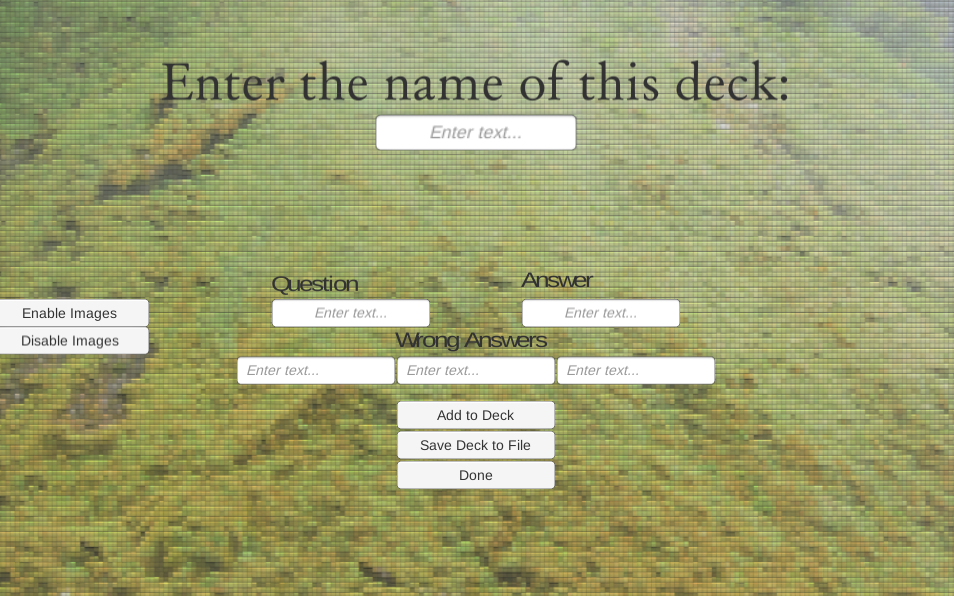 Enter the name of this deck:
Enter text...
Question
Answer
Enable Images
Enter text...
Enter text...
Disable Images
Wrong Answers
Enter text...
Enter text...
Enter text...
Add to Deck
Save Deck to File
Done